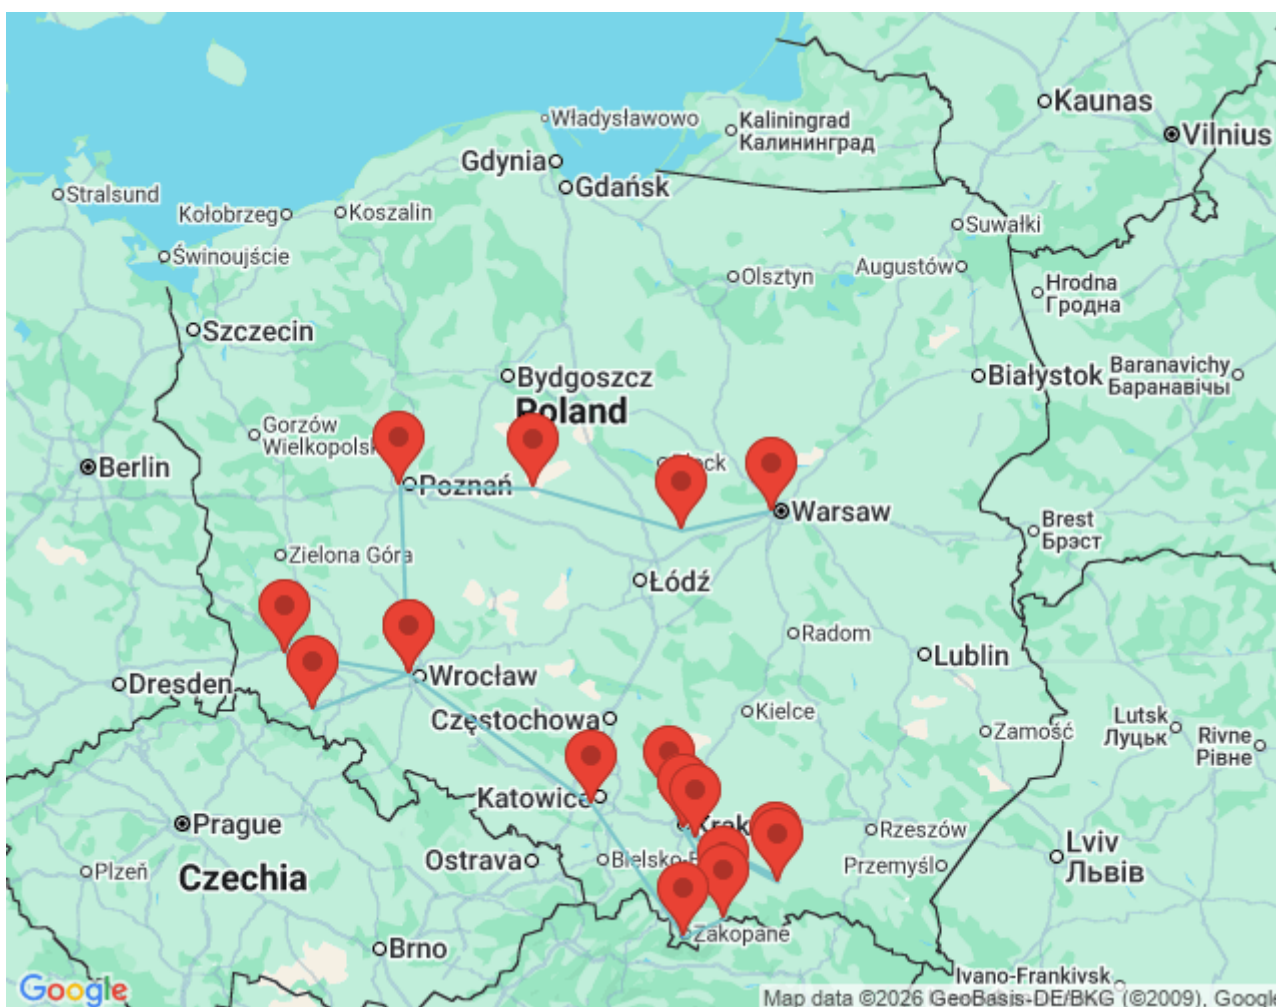 Kaunas
Władysławowo
Kaliningrad
Калининград
Vilnius
Gdynia
Gdańsk
Stralsund
Kołobrzeg
Koszalin
Suwałki
Świnoujście
Augustów
Olsztyn
Hrodna
Гродна
Szczecin
Baranavichy
Баранавічы
Bydgoszcz
Białystok
Poland
Gorzów
Wielkopolsk
Berlin
Poznań
Warsaw
Brest
Брэст
Zielona Góra
Łódź
Radom
Lublin
Wrocław
Dresden
Częstochowa
Kielce
Zamość
Lutsk
Луцьк
Rivne
Рівне
Katowice
Prague
Krak
Rzeszów
Lviv
Львів
Plzeň
Ostrava
Bielsko-B
Przemyśl
Czechia
Zakopane
Brno
Ivano-Frankivsk
Google
Map data ©2026 GeoBasis-DE/BKG (©2009), Google